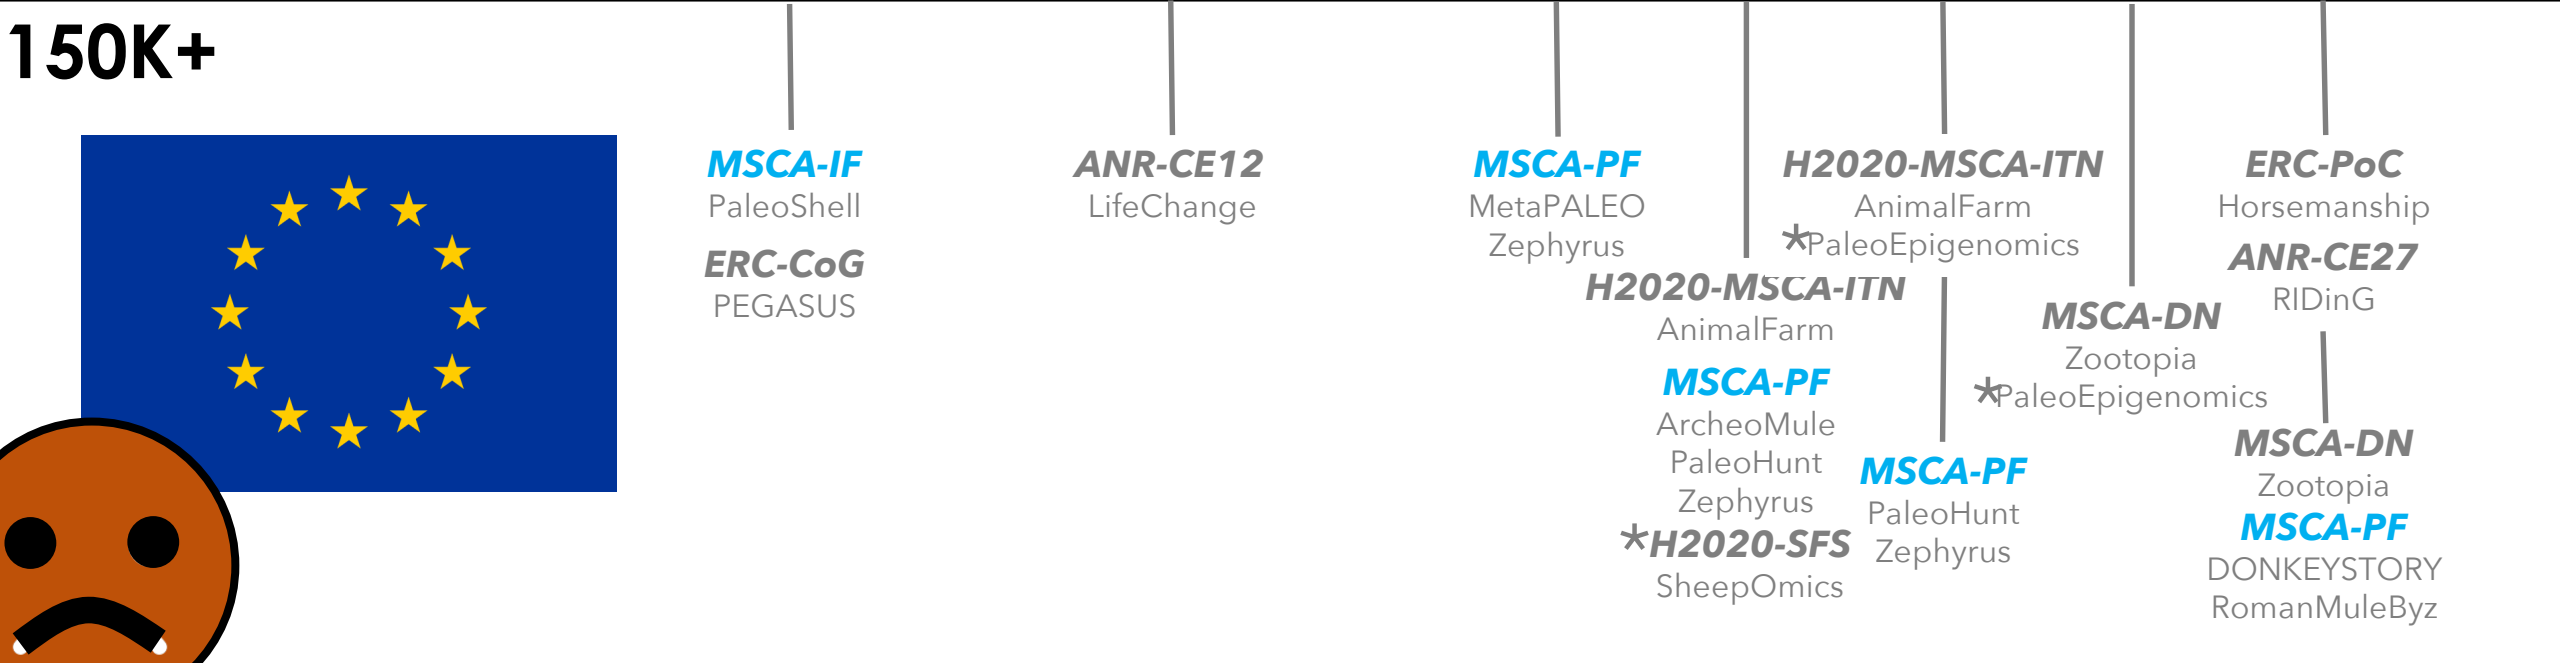 150K+
MSCA-IF
PaleoShell
ERC-CoG
PEGASUS
ANR-CE12
LifeChange
MSCA-PF
MetaPALEO
Zephyrus
H2020-MSCA-ITN
AnimalFarm
MSCA-PF
ArcheoMule
PaleoHunt
Zephyrus
*H2020-SFS
SheepOmics
H2020-MSCA-ITN
AnimalFarm
*PaleoEpigenomics
MSCA-PF
PaleoHunt
Zephyrus
MSCA-DN
Zootopia
*PaleoEpigenomics
ERC-PoC
Horsemanship
ANR-CE27
RIDinG
MSCA-DN
Zootopia
MSCA-PF
DONKEYSTORY
RomanMuleByz